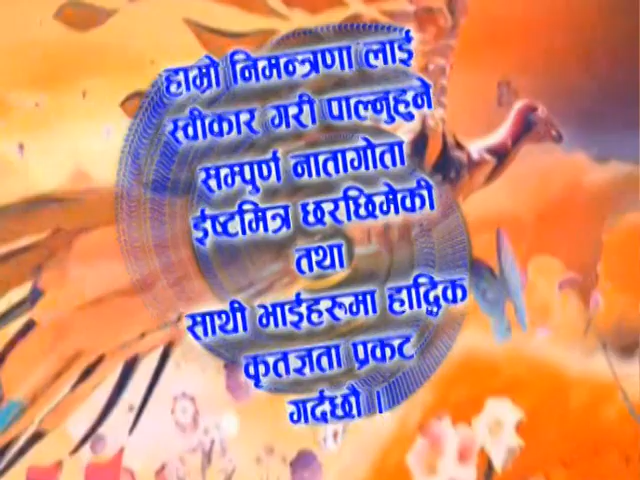 हाम्रो निमन्त्रणा लाई
स्वीकार गरी पाल्नुहुने
सम्पुर्ण नातागोता
ईष्टमित्र छरछिमेकी
तथा
साथी भाईहरुमा हार्दिक
कृतज्ञता प्रकट
गर्दछौ ।